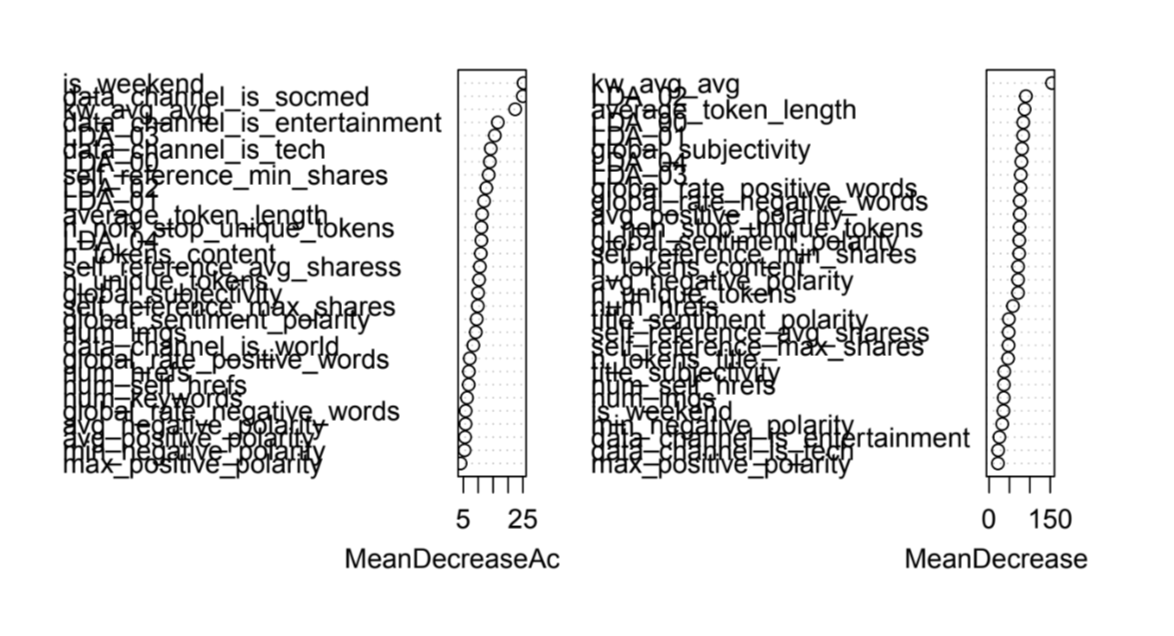 is_weekend
data_channel_is_socmed
kw_avg_avg
data_channel_is_entertainment
LDA_03
data_channel_is_tech
LDA_00
self_reference_min_shares
LDA_02
LDA_01
average_token_length
n_non_stop_unique_tokens
LDA_04
n_tokens_content
self_reference_avg_sharess
n_unique_tokens
global_subjectivity
self_reference_max_shares
global_sentiment_polarity
num_imgs
data_channel_is_world
global_rate_positive_words
num_hrefs
num_self_hrefs
num_keywords
global_rate_negative_words
avg_negative_polarity
avg_positive_polarity
min_negative_polarity
max_positive_polarity
5 25
MeanDecreaseAc
kw_avg_avg
LDA_02
average_token_length
LDA_00
LDA_01
global_subjectivity
LDA_04
LDA_03
global_rate_positive_words
global_rate_negative_words
avg_positive_polarity
n_non_stop_unique_tokens
global_sentiment_polarity
self_reference_min_shares
n_tokens_content
avg_negative_polarity
n_unique_tokens
num_hrefs
title_sentiment_polarity
self_reference_avg_sharess
self_reference_max_shares
n_tokens_title
title_subjectivity
num_self_hrefs
num_imgs
is_weekend
min_negative_polarity
data_channel_is_entertainment
data_channel_is_tech
max_positive_polarity
0 150
MeanDecrease